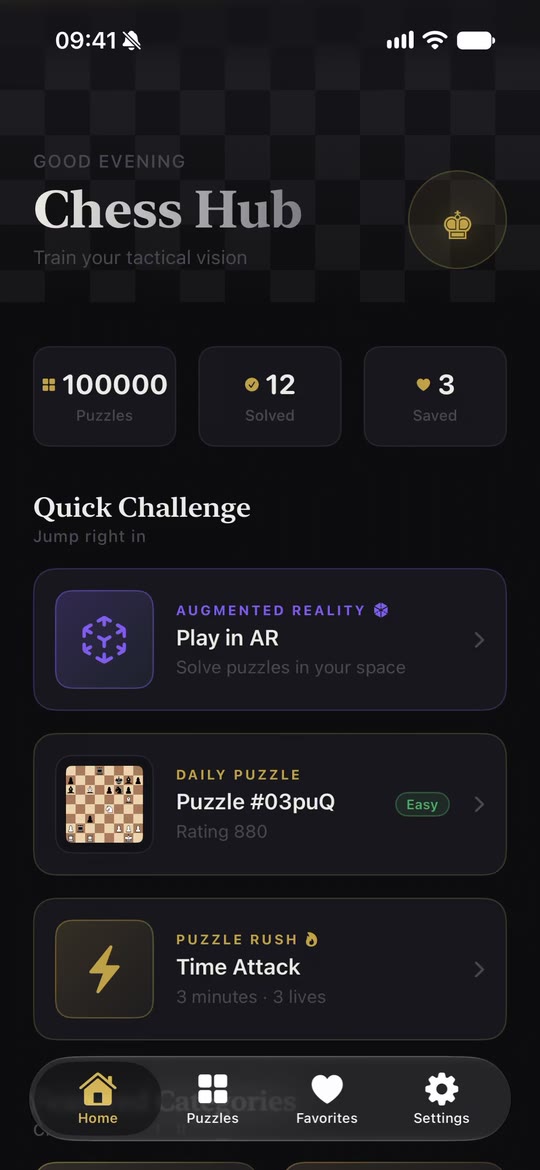 09:41
GOOD EVENING
Chess Hub
Train your tactical vision
100000
Puzzles
12
Solved
3
Saved
Quick Challenge
Jump right in
AUGMENTED REALITY
Play in AR
Solve puzzles in your space
DAILY PUZZLE
Puzzle #03puQ
Easy
Rating 880
PUZZLE RUSH
Time Attack
3 minutes · 3 lives
Categories
Home
Puzzles
Favorites
Settings